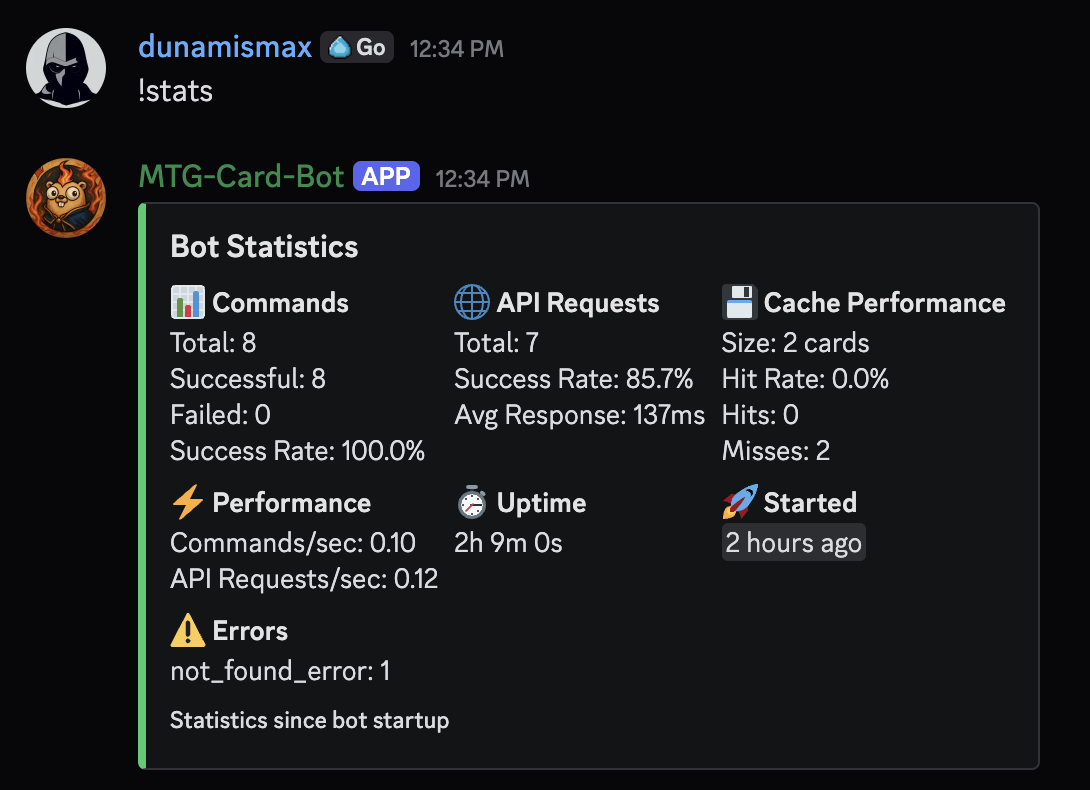 dunamismax Go 12:34 PM
!stats
MTG-Card-Bot APP 12:34 PM
Bot Statistics
Commands
Total: 8
Successful: 8
Failed: 0
Success Rate: 100.0%
API Requests
Total: 7
Success Rate: 85.7%
Avg Response: 137ms
Cache Performance
Size: 2 cards
Hit Rate: 0.0%
Hits: 0
Misses: 2
Performance
Commands/sec: 0.10
API Requests/sec: 0.12
Uptime
2h 9m 0s
Started
2 hours ago
Errors
not_found_error: 1
Statistics since bot startup